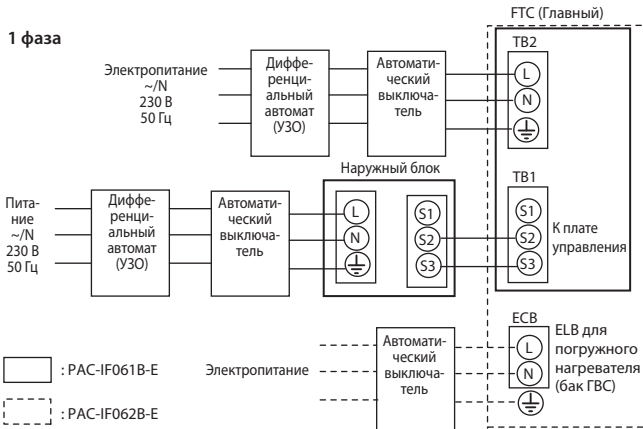 FTC (Главный)
1 фаза
Электропитание
~/N
230 В
50 Гц
Диффе-
ренци-
альный
автомат
(УЗО)
Автомати-
ческий
выключа-
тель
TB2
L
N
Наружный блок
Пита-
ние
~/N
230 В
50 Гц
Диффе-
ренци-
альный
автомат
(УЗО)
Автомати-
ческий
выключа-
тель
L
N
S1
S2
S3
TB1
S1
S2
S3
К плате
управления
: PAC-IF061B-E
: PAC-IF062B-E
Электропитание
Автомати-
ческий
выключа-
тель
ECB
L
N
ELB для
погружного
нагревателя
(бак ГВС)